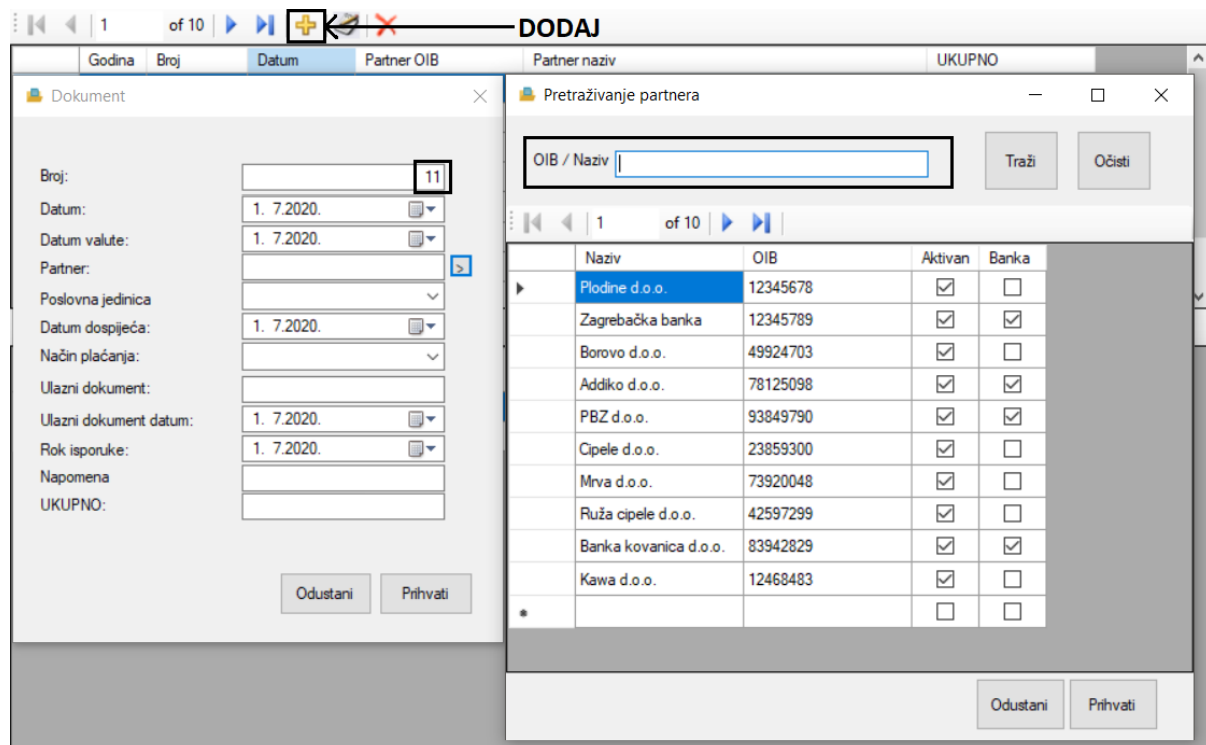 1 of 10 DODAJ
Godina Broj Datum Partner OIB Partner naziv UKUPNO
Dokument
Broj: 11
Datum: 1. 7.2020.
Datum valute: 1. 7.2020.
Partner: >
Poslovna jedinica
Datum dospijeća: 1. 7.2020.
Način plaćanja:
Ulazni dokument:
Ulazni dokument datum: 1. 7.2020.
Rok isporuke: 1. 7.2020.
Napomena
UKUPNO:
Odustani Prihvati
Pretraživanje partnera
OIB / Naziv Traži Očisti
1 of 10
Naziv OIB Aktivan Banka
Plodine d.o.o. 12345678
Zagrebačka banka 12345789
Borovo d.o.o. 49924703
Addiko d.o.o. 78125098
PBZ d.o.o. 93849790
Cipele d.o.o. 23859300
Mrva d.o.o. 73920048
Ruža cipele d.o.o. 42597299
Banka kovanica d.o.o. 83942829
Kawa d.o.o. 12468483
Odustani Prihvati